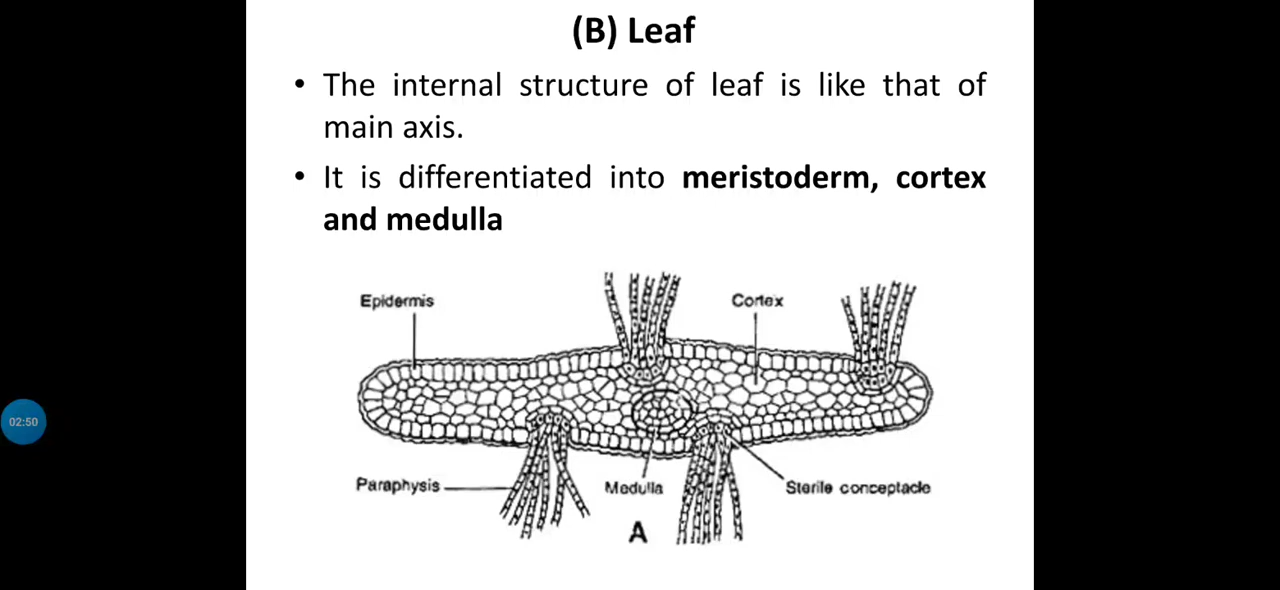 (B) Leaf
• The internal structure of leaf is like that of
main axis.
• It is differentiated into meristoderm, cortex
and medulla
Epidermis
Cortex
02:50
Paraphysis
Medulla
Sterile conceptacle
A